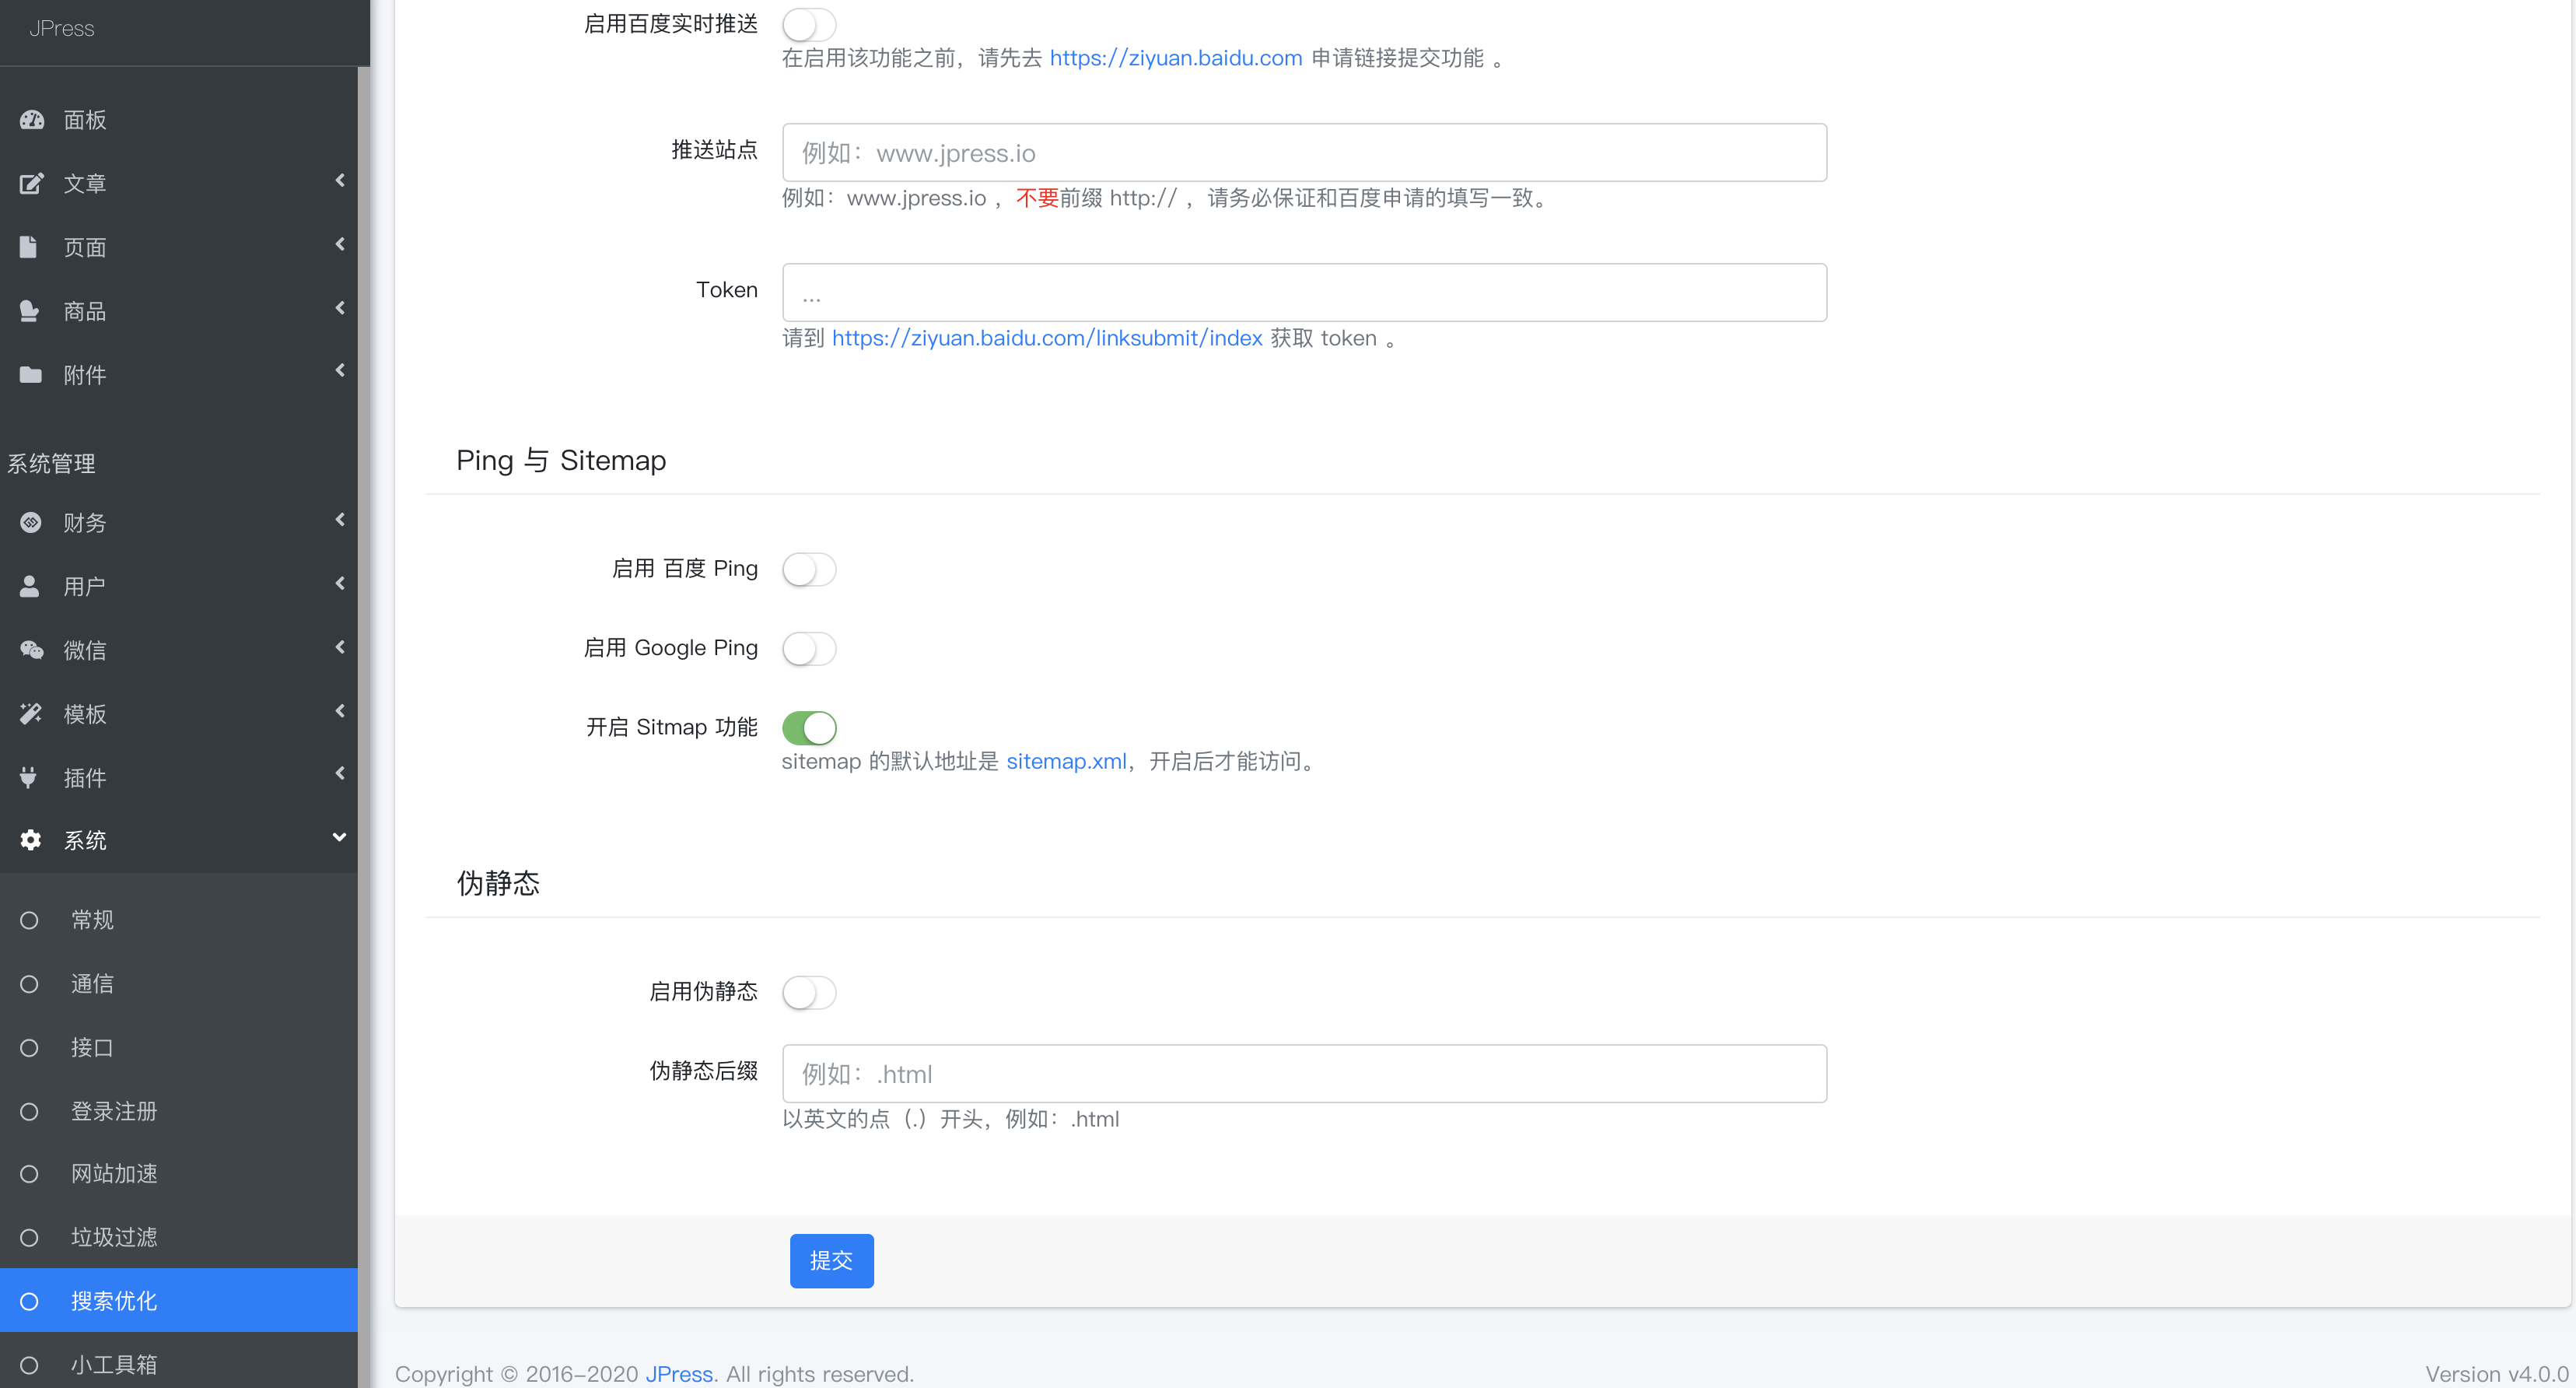 JPress
面板
文章
页面
商品
附件
系统管理
财务
用户
微信
模板
插件
系统
常规
通信
接口
登录注册
网站加速
垃圾过滤
搜索优化
小工具箱
启用百度实时推送
在启用该功能之前，请先去 https://ziyuan.baidu.com 申请链接提交功能 。
推送站点
例如：www.jpress.io
例如：www.jpress.io ，不要前缀 http:// ，请务必保证和百度申请的填写一致。
Token
...
请到 https://ziyuan.baidu.com/linksubmit/index 获取 token 。
Ping 与 Sitemap
启用 百度 Ping
启用 Google Ping
开启 Sitmap 功能
sitemap 的默认地址是 sitemap.xml，开启后才能访问。
伪静态
启用伪静态
伪静态后缀
例如：.html
以英文的点（.）开头，例如：.html
提交
Copyright © 2016-2020 JPress. All rights reserved.
Version v4.0.0